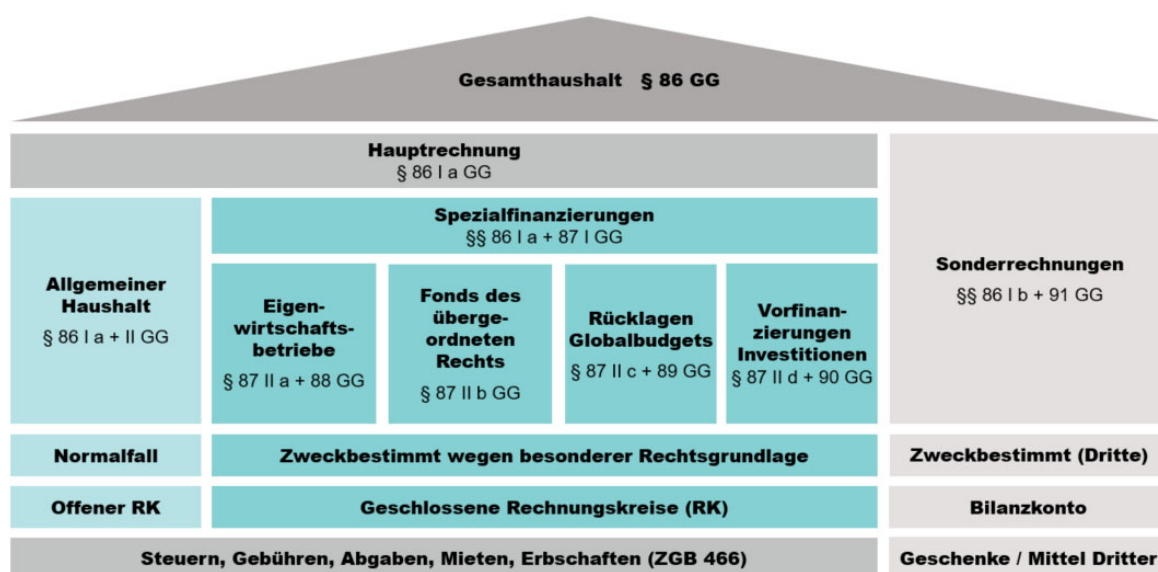 Gesamthaushalt § 86 GG
Hauptrechnung
§ 86 I a GG
Allgemeiner
Haushalt
§ 86 I a + II GG
Spezialfinanzierungen
§§ 86 I a + 87 I GG
Eigen-
wirtschafts-
betriebe
§ 87 II a + 88 GG
Fonds des
überge-
ordneten
Rechts
§ 87 II b GG
Rücklagen
Globalbudgets
§ 87 II c + 89 GG
Vorfinan-
zierungen
Investitionen
§ 87 II d + 90 GG
Sonderrechnungen
§§ 86 I b + 91 GG
Normalfall
Zweckbestimmt wegen besonderer Rechtsgrundlage
Zweckbestimmt (Dritte)
Offener RK
Geschlossene Rechnungskreise (RK)
Bilanzkonto
Steuern, Gebühren, Abgaben, Mieten, Erbschaften (ZGB 466)
Geschenke / Mittel Dritter